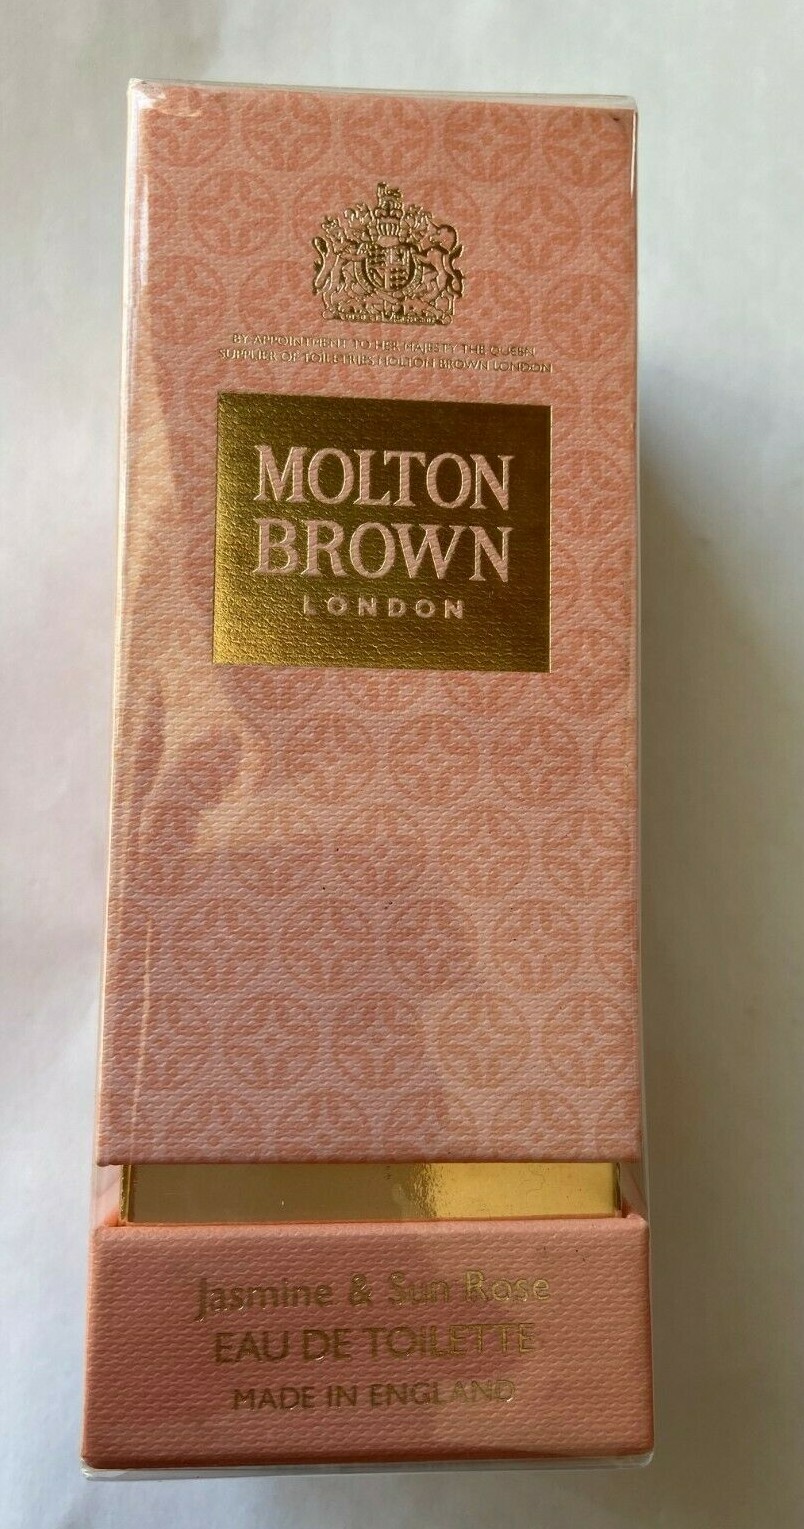 BY APPOINTMENT TO HER MAJESTY THE QUEEN
SUPPLIER OF TOILETRIES MOLTON BROWN LONDON
MOLTON
BROWN
LONDON
Jasmine & Sun Rose
EAU DE TOILETTE
MADE IN ENGLAND